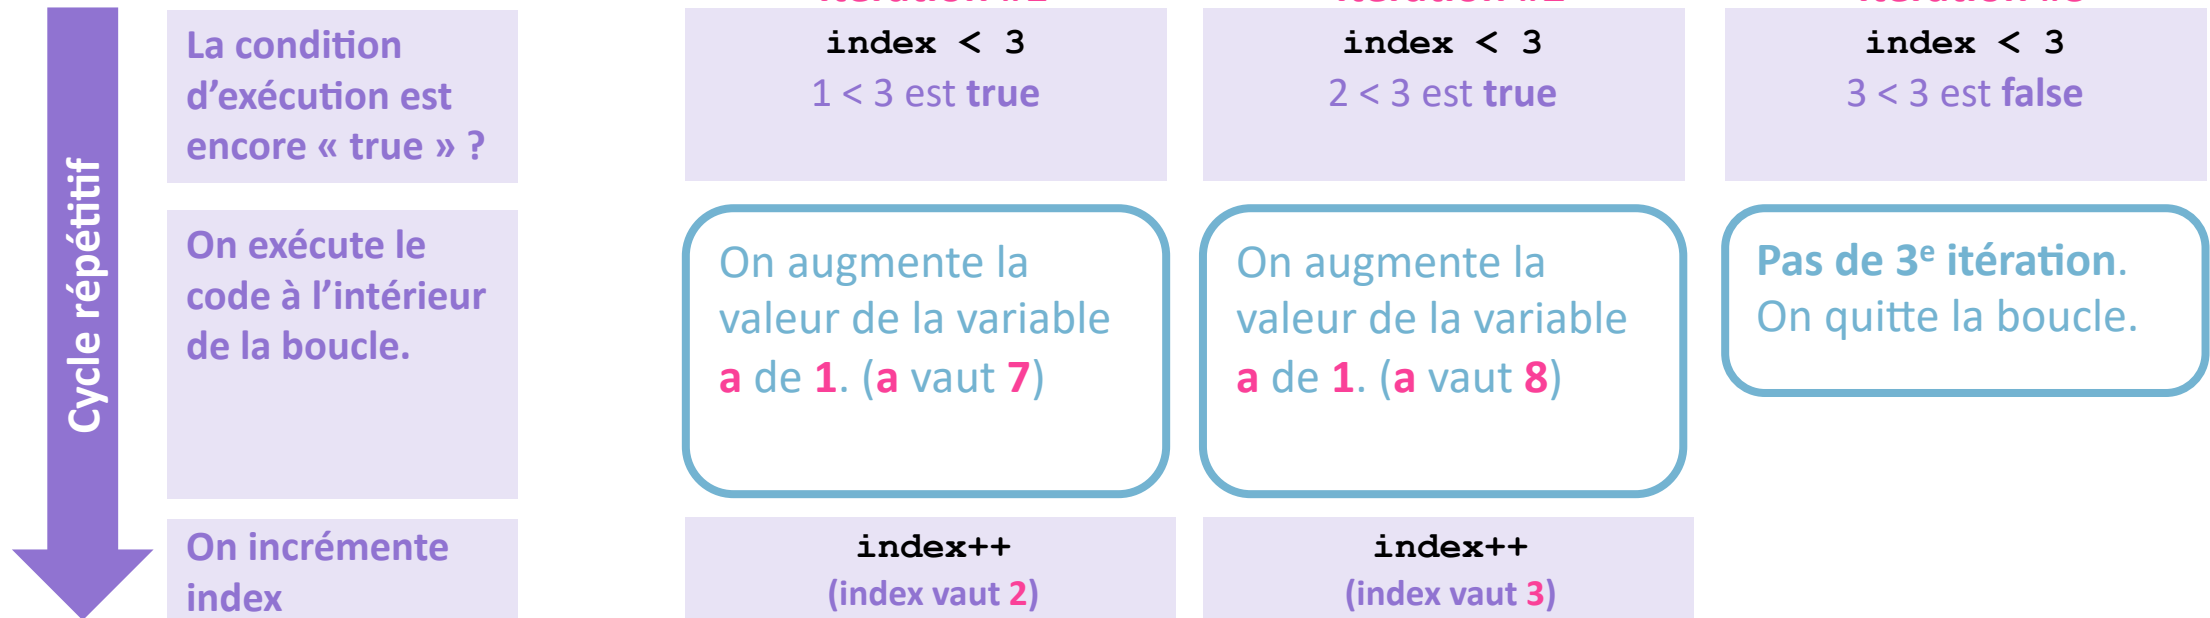 Cycle répétitif
La condition
d'exécution est
encore « true » ?
index < 3
1 < 3 est true
index < 3
2 < 3 est true
index < 3
3 < 3 est false
On exécute le
code à l'intérieur
de la boucle.
On augmente la
valeur de la variable
a de 1. (a vaut 7)
On augmente la
valeur de la variable
a de 1. (a vaut 8)
Pas de 3e itération.
On quitte la boucle.
On incrémente
index
index++
(index vaut 2)
index++
(index vaut 3)